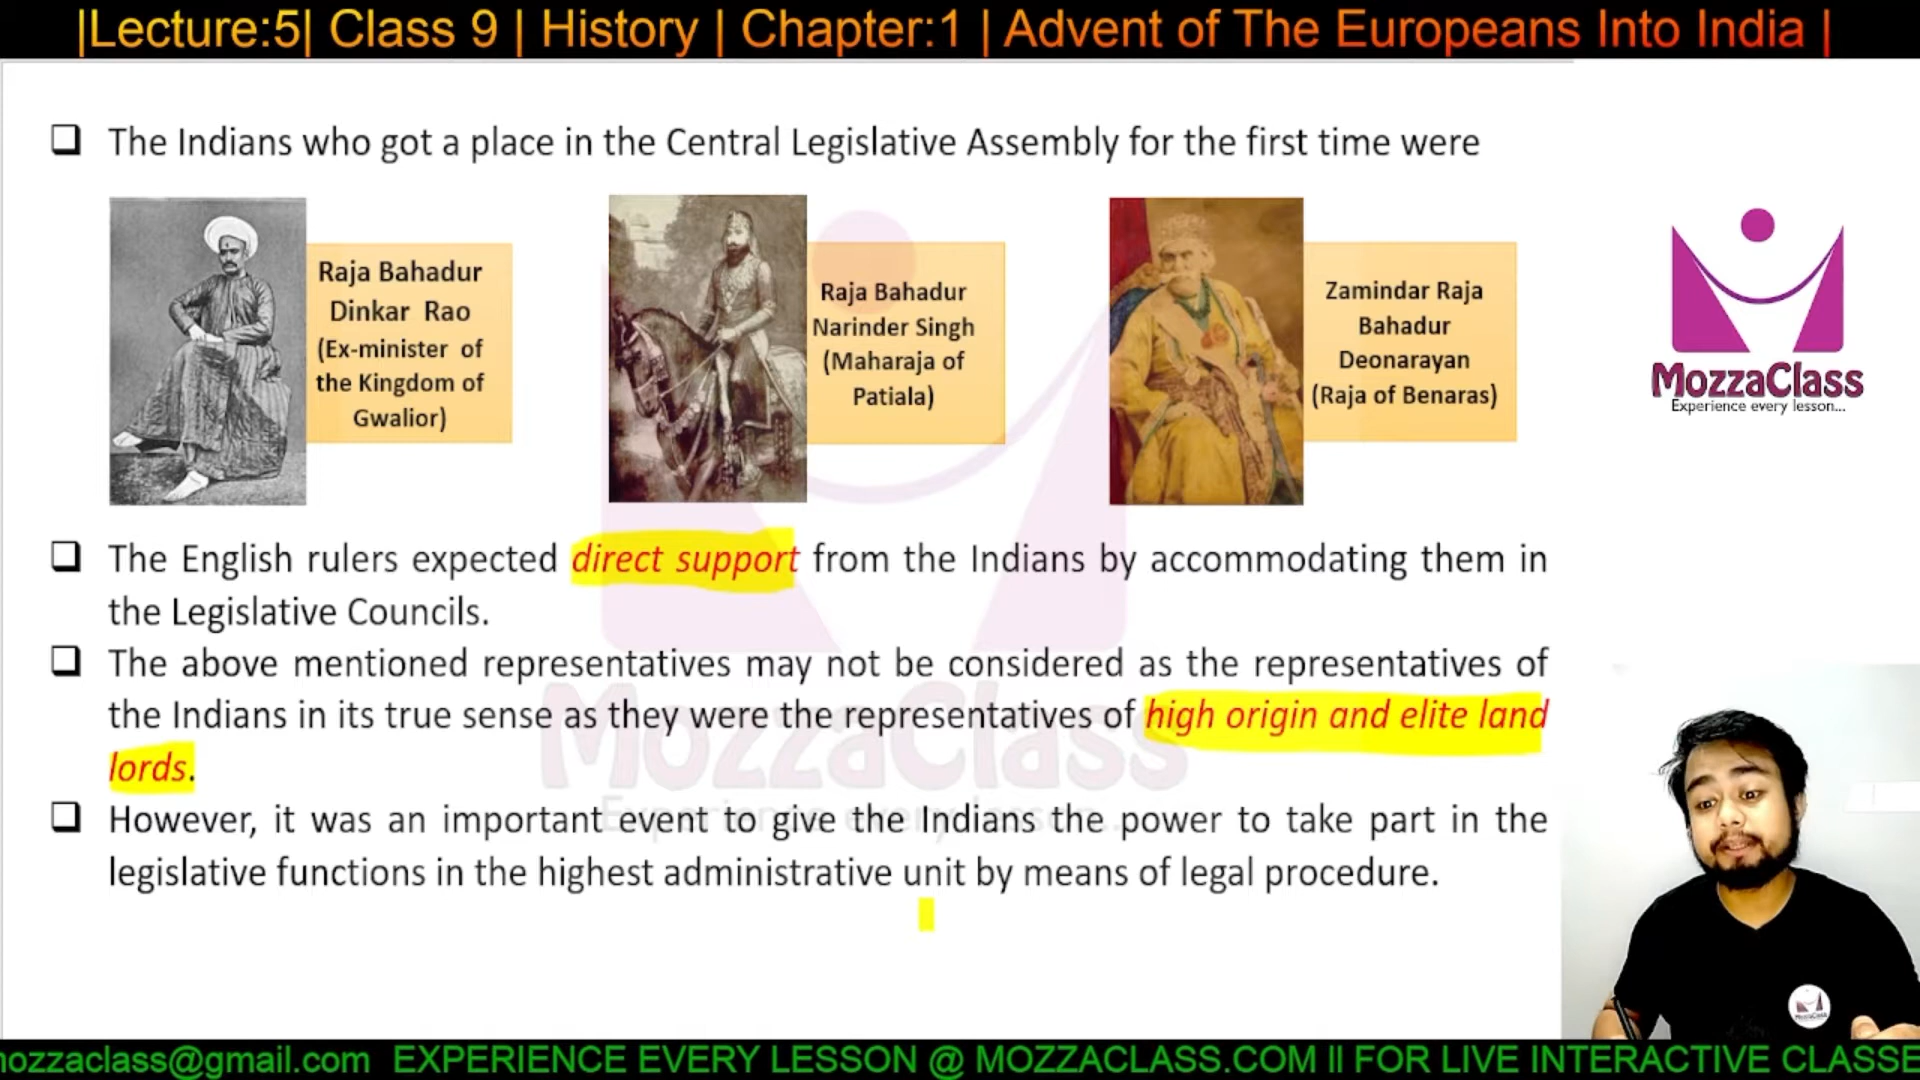 |Lecture:5| Class 9 | History | Chapter:1 | Advent of The Europeans Into India |
❑ The Indians who got a place in the Central Legislative Assembly for the first time were
Raja Bahadur
Dinkar Rao
(Ex-minister of
the Kingdom of
Gwalior)
Raja Bahadur
Narinder Singh
(Maharaja of
Patiala)
Zamindar Raja
Bahadur
Deonarayan
(Raja of Benaras)
MozzaClass
Experience every lesson...
❑ The English rulers expected direct support from the Indians by accommodating them in
the Legislative Councils.
❑ The above mentioned representatives may not be considered as the representatives of
the Indians in its true sense as they were the representatives of high origin and elite land
lords.
❑ However, it was an important event to give the Indians the power to take part in the
legislative functions in the highest administrative unit by means of legal procedure.
MozzaClass
Experience every lesson...
MozzaClass
mozzaclass@gmail.com EXPERIENCE EVERY LESSON @ MOZZACLASS.COM II FOR LIVE INTERACTIVE CLASSE